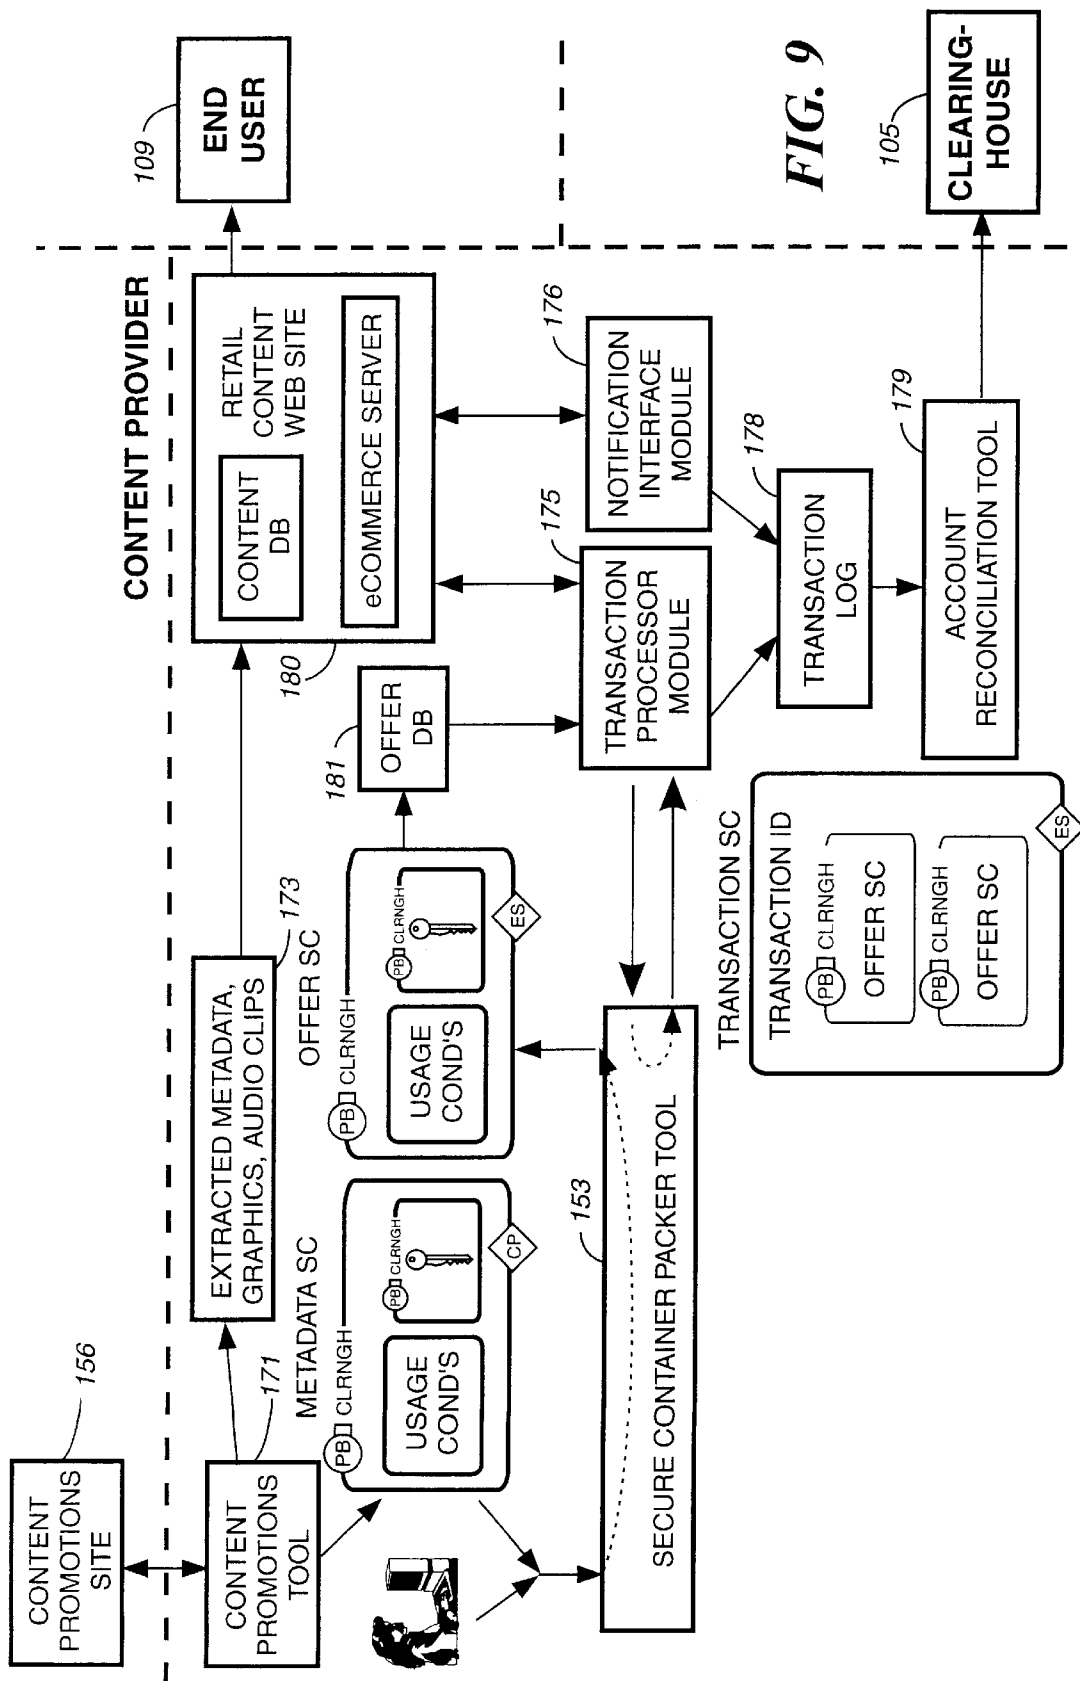 CONTENT
PROMOTIONS
SITE
156
CONTENT PROVIDER
109
END
USER
CONTENT
PROMOTIONS
TOOL
171
EXTRACTED METADATA,
GRAPHICS, AUDIO CLIPS
173
RETAIL
CONTENT
WEB SITE
CONTENT
DB
eCOMMERCE SERVER
180
METADATA SC
PB CLRNGH
USAGE
COND'S
PB CLRNGH
CP
OFFER SC
PB CLRNGH
USAGE
COND'S
PB CLRNGH
ES
181
OFFER
DB
153
SECURE CONTAINER PACKER TOOL
175
TRANSACTION
PROCESSOR
MODULE
176
NOTIFICATION
INTERFACE
MODULE
178
TRANSACTION
LOG
TRANSACTION SC
TRANSACTION ID
PB CLRNGH
OFFER SC
PB CLRNGH
OFFER SC
ES
179
ACCOUNT
RECONCILIATION TOOL
105
CLEARING-
HOUSE
FIG. 9